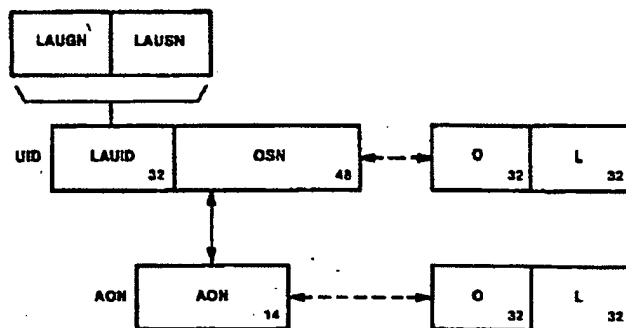 LAUGN LAUSN
UID LAUID 32 OSN 48 O 32 L 32
AON AON 14 O 32 L 32